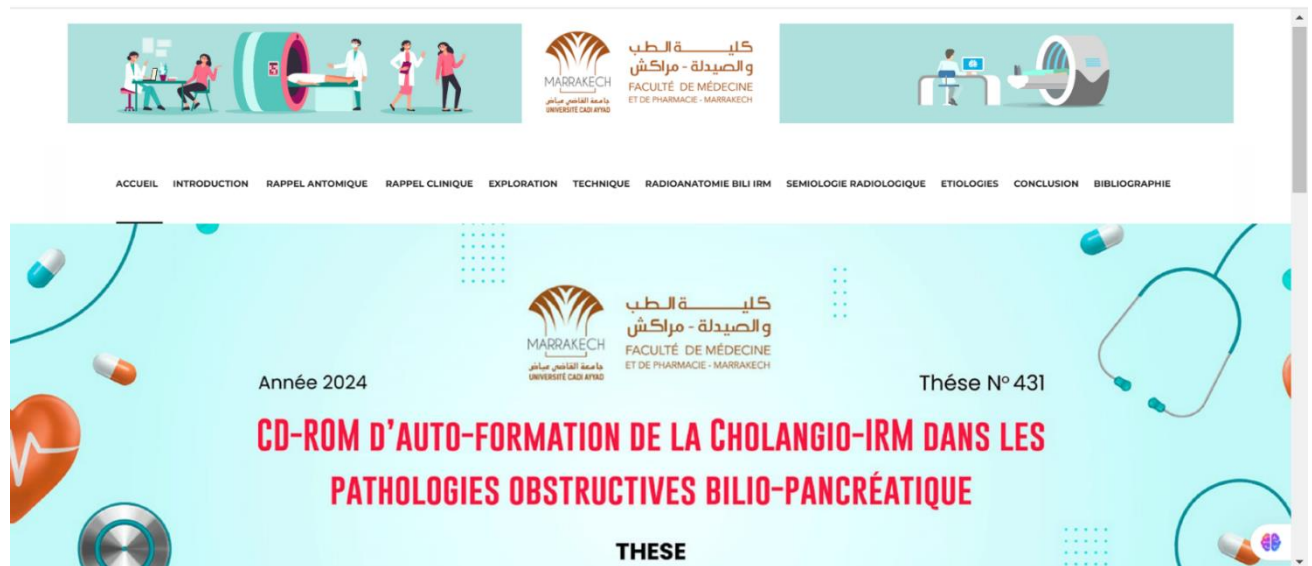 كليـــــة الطب
والصيدلة - مراكش
MARRAKECH
FACULTÉ DE MÉDECINE
ET DE PHARMACIE - MARRAKECH
جامعة القاضي عياض
UNIVERSITÉ CADI AYYAD
ACCUEIL INTRODUCTION RAPPEL ANTOMIQUE RAPPEL CLINIQUE EXPLORATION TECHNIQUE RADIOANATOMIE BILI IRM SEMIOLOGIE RADIOLOGIQUE ETIOLOGIES CONCLUSION BIBLIOGRAPHIE
كليـــــة الطب
والصيدلة - مراكش
MARRAKECH
FACULTÉ DE MÉDECINE
ET DE PHARMACIE - MARRAKECH
جامعة القاضي عياض
UNIVERSITÉ CADI AYYAD
Année 2024
Thése Nº 431
CD-ROM D'AUTO-FORMATION DE LA CHOLANGIO-IRM DANS LES
PATHOLOGIES OBSTRUCTIVES BILIO-PANCRÉATIQUE
THESE